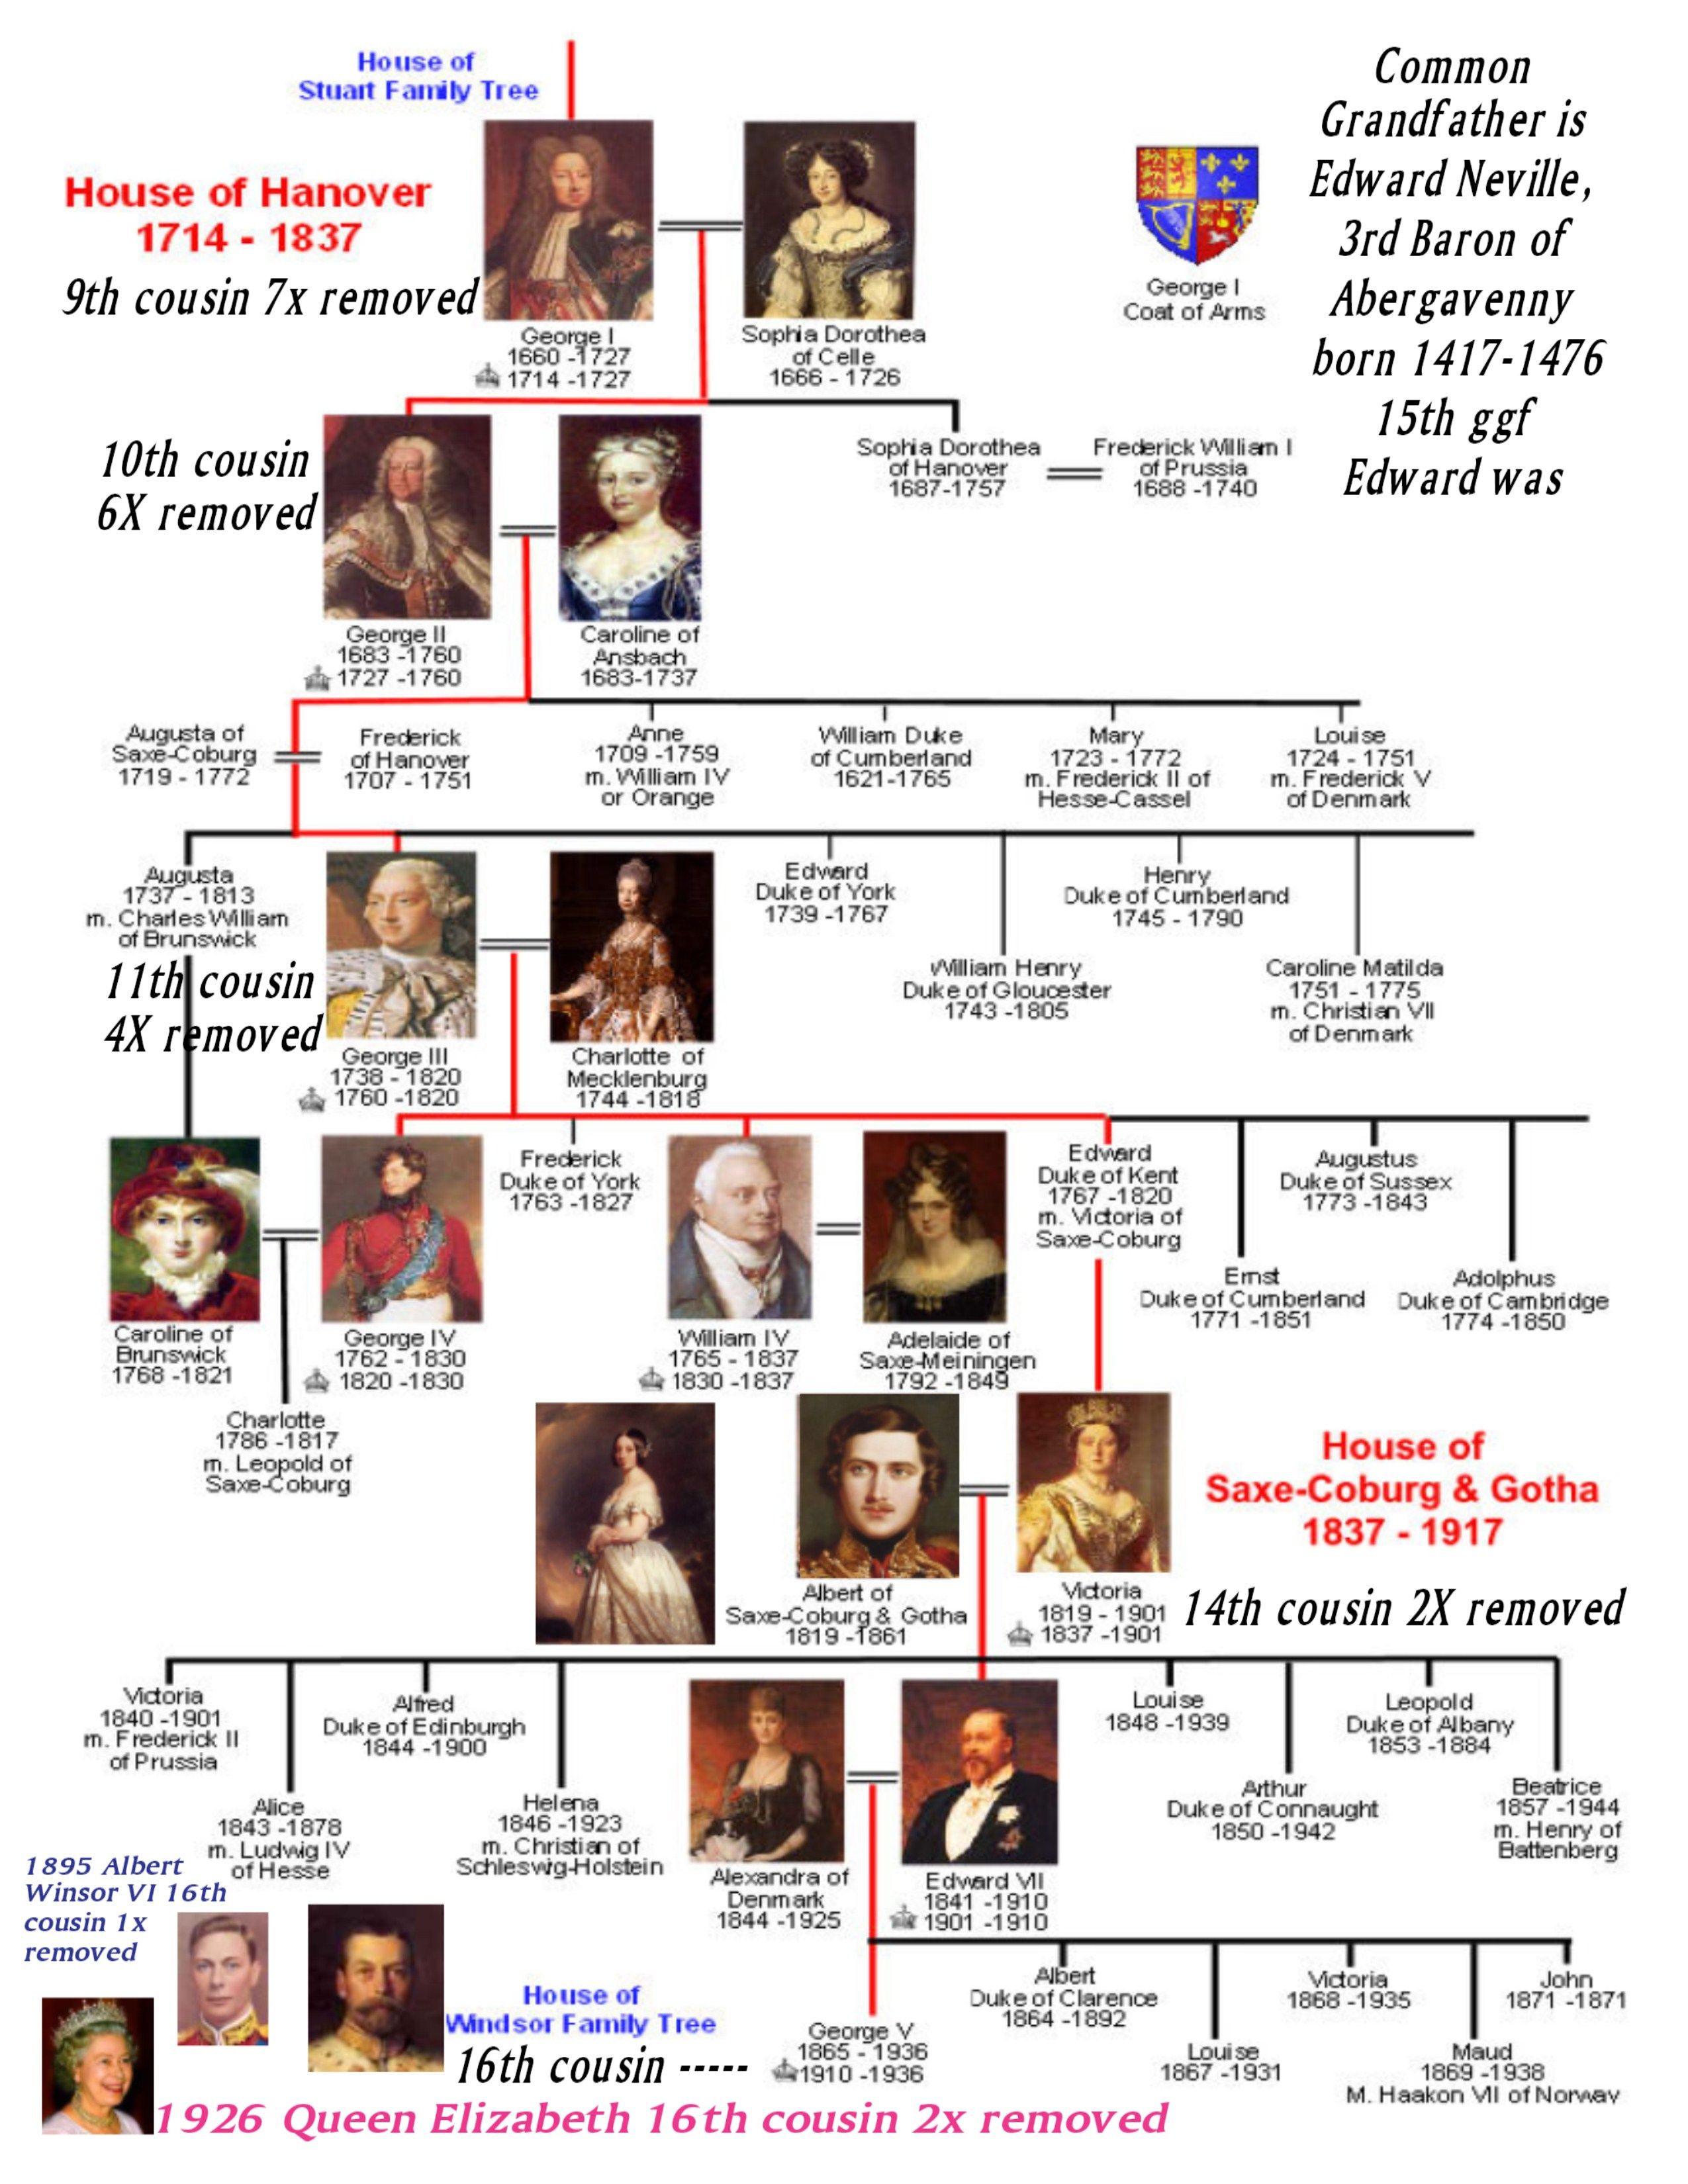 House of
Stuart Family Tree
House of Hanover
1714 - 1837
9th cousin 7x removed
George I
1660 -1727
1714 -1727
Sophia Dorothea
of Celle
1666 - 1726
George I
Coat of Arms
Common
Grandfather is
Edward Neville,
3rd Baron of
Abergavenny
born 1417-1476
15th ggf
Edward was
10th cousin
6X removed
George II
1683 -1760
1727 -1760
Caroline of
Ansbach
1683-1737
Sophia Dorothea
of Hanover
1687-1757
Frederick William I
of Prussia
1688 -1740
Augusta of
Saxe-Coburg
1719 - 1772
Frederick
of Hanover
1707 - 1751
Anne
1709 -1759
m. William IV
or Orange
William Duke
of Cumberland
1621-1765
Mary
1723 - 1772
m. Frederick II of
Hesse-Cassel
Louise
1724 - 1751
m. Frederick V
of Denmark
Augusta
1737 - 1813
m. Charles William
of Brunswick
11th cousin
4X removed
George III
1738 - 1820
1760 -1820
Charlotte of
Mecklenburg
1744 -1818
Edward
Duke of York
1739 -1767
William Henry
Duke of Gloucester
1743 -1805
Henry
Duke of Cumberland
1745 - 1790
Caroline Matilda
1751 - 1775
m. Christian VII
of Denmark
Caroline of
Brunswick
1768 -1821
George IV
1762 - 1830
1820 -1830
Frederick
Duke of York
1763 -1827
William IV
1765 - 1837
1830 -1837
Adelaide of
Saxe-Meiningen
1792 -1849
Edward
Duke of Kent
1767 -1820
m. Victoria of
Saxe-Coburg
Ernst
Duke of Cumberland
1771 -1851
Augustus
Duke of Sussex
1773 -1843
Adolphus
Duke of Cambridge
1774 -1850
Charlotte
1786 -1817
m. Leopold of
Saxe-Coburg
Albert of
Saxe-Coburg & Gotha
1819 -1861
Victoria
1819 - 1901
1837 -1901
House of
Saxe-Coburg & Gotha
1837 - 1917
14th cousin 2X removed
Victoria
1840 -1901
m. Frederick II
of Prussia
Alice
1843 -1878
m. Ludwig IV
of Hesse
Alfred
Duke of Edinburgh
1844 -1900
Helena
1846 -1923
m. Christian of
Schleswig-Holstein
Alexandra of
Denmark
1844 -1925
Edward VII
1841 -1910
1901 -1910
Louise
1848 -1939
Arthur
Duke of Connaught
1850 -1942
Leopold
Duke of Albany
1853 -1884
Beatrice
1857 -1944
m. Henry of
Battenberg
1895 Albert
Winsor VI 16th
cousin 1x
removed
House of
Windsor Family Tree
16th cousin -----
George V
1865 - 1936
1910 -1936
Albert
Duke of Clarence
1864 -1892
Louise
1867 -1931
Victoria
1868 -1935
Maud
1869 -1938
M. Haakon VII of Norway
John
1871 -1871
1926 Queen Elizabeth 16th cousin 2x removed